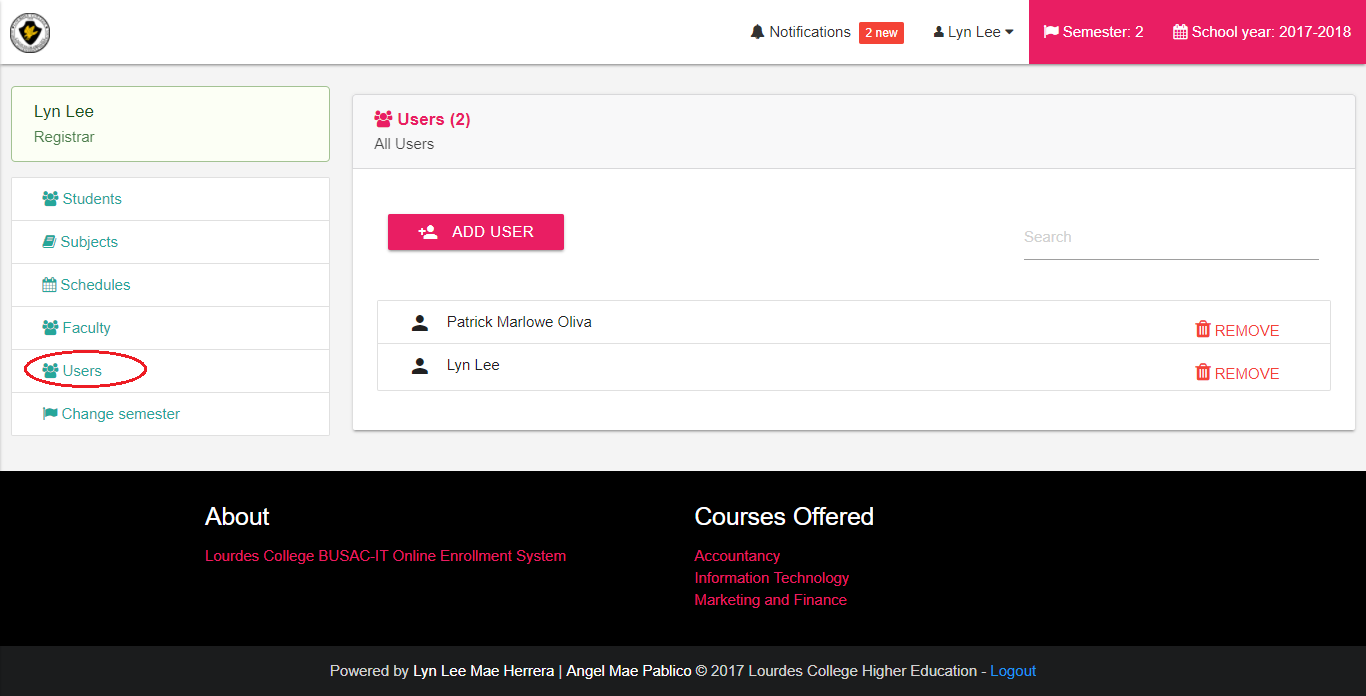 Notifications 2 new Lyn Lee Semester: 2 School year: 2017-2018
Lyn Lee
Registrar
Students
Subjects
Schedules
Faculty
Users
Change semester
Users (2)
All Users
ADD USER
Search
Patrick Marlowe Oliva REMOVE
Lyn Lee REMOVE
About
Lourdes College BUSAC-IT Online Enrollment System
Courses Offered
Accountancy
Information Technology
Marketing and Finance
Powered by Lyn Lee Mae Herrera | Angel Mae Pablico © 2017 Lourdes College Higher Education - Logout